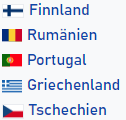 Finnland
Rumänien
Portugal
Griechenland
Tschechien